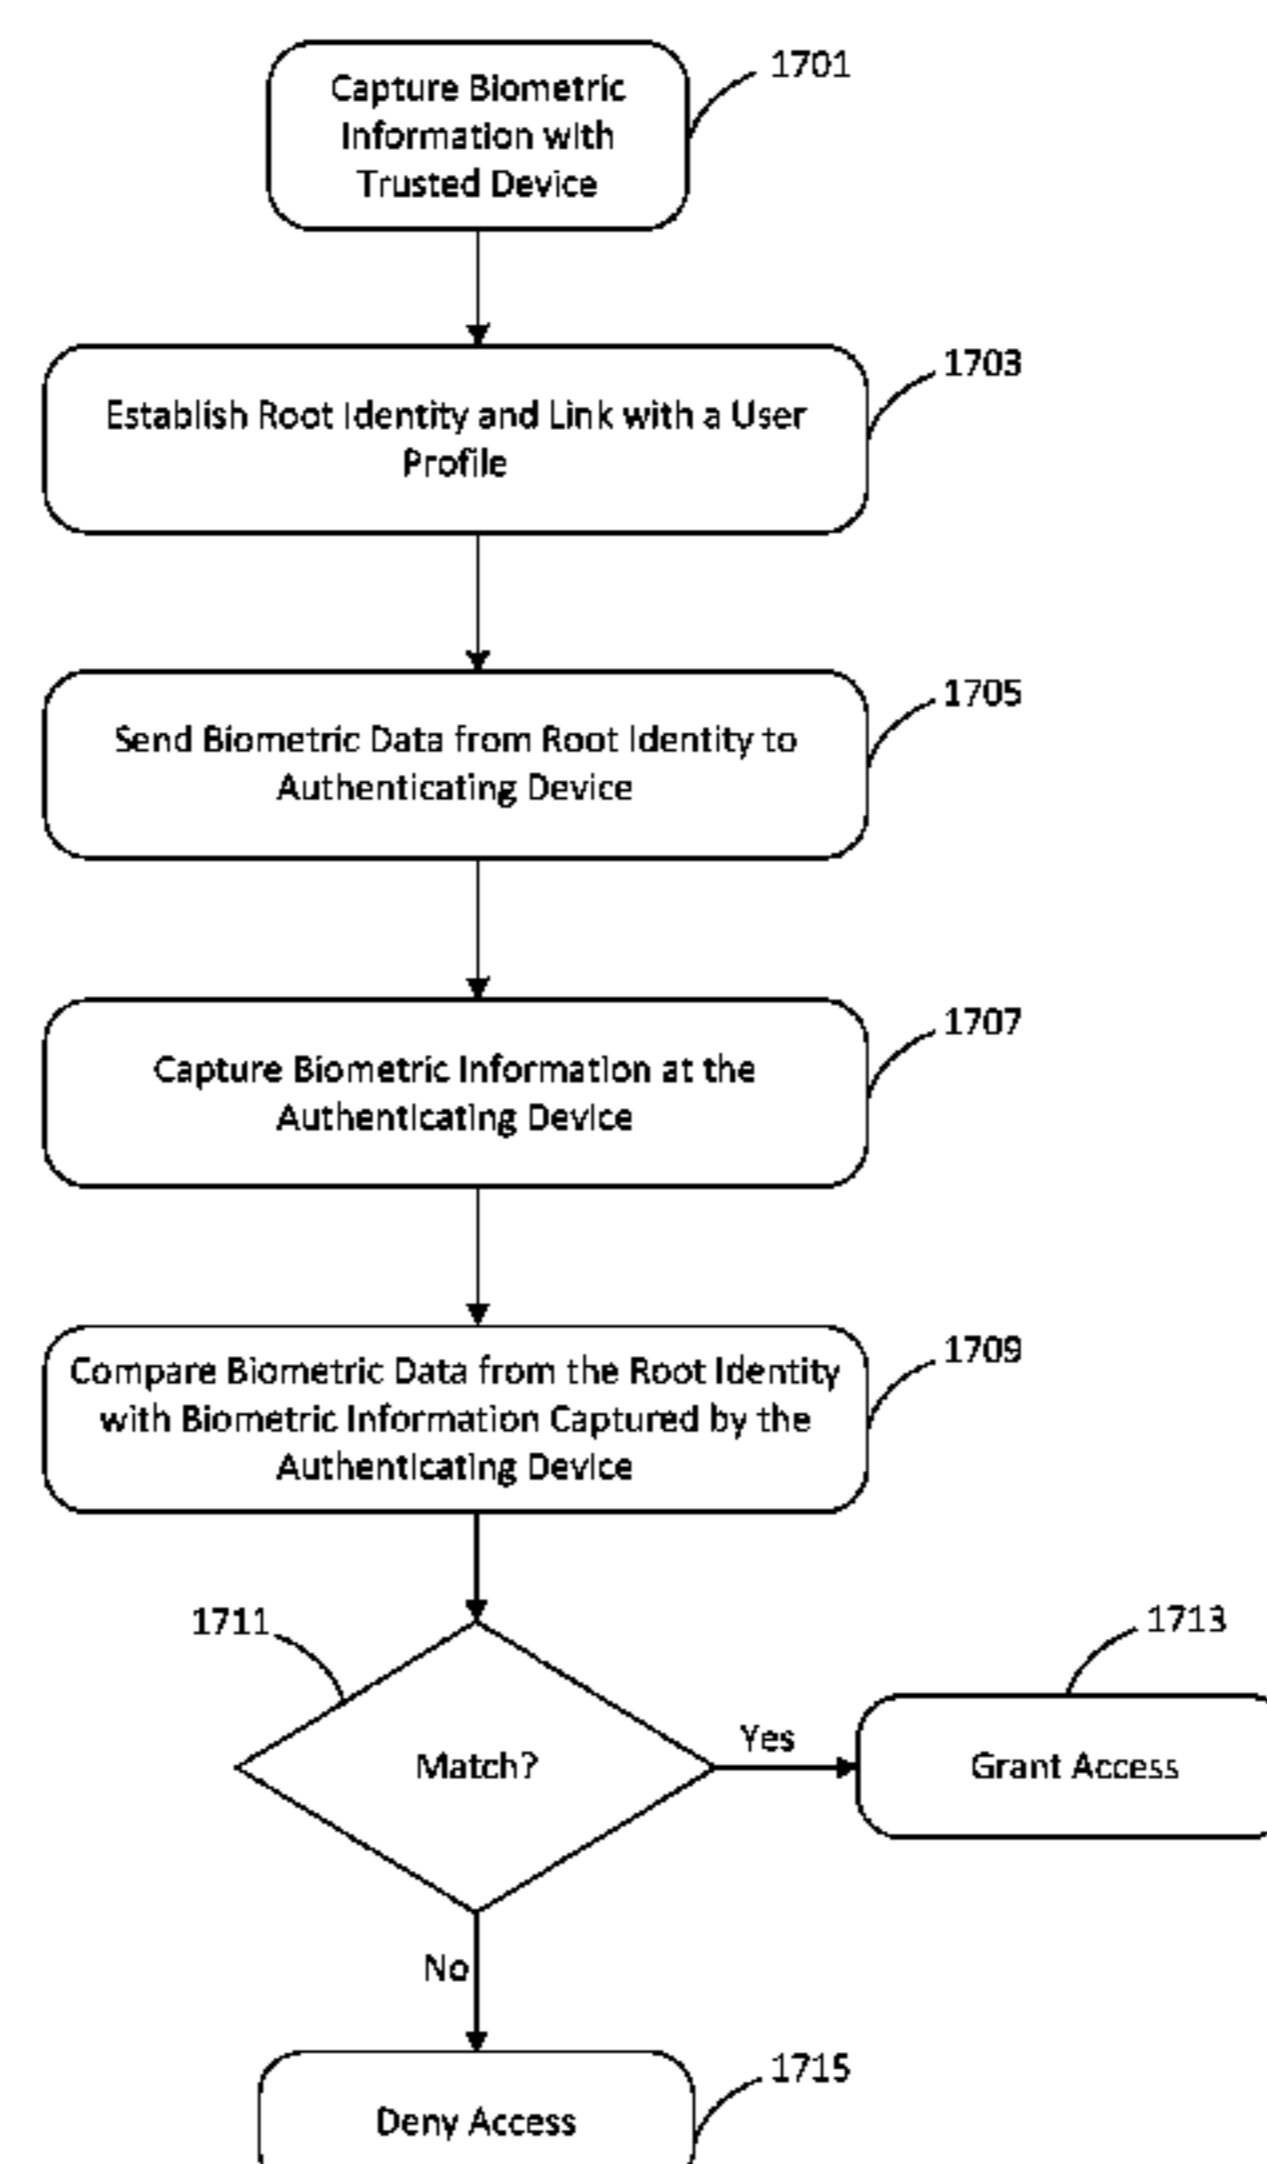 Capture Biometric
Information with
Trusted Device
1701
Establish Root Identity and Link with a User
Profile
1703
Send Biometric Data from Root Identity to
Authenticating Device
1705
Capture Biometric Information at the
Authenticating Device
1707
Compare Biometric Data from the Root Identity
with Biometric Information Captured by the
Authenticating Device
1709
1711
Match?
Yes
1713
Grant Access
No
1715
Deny Access